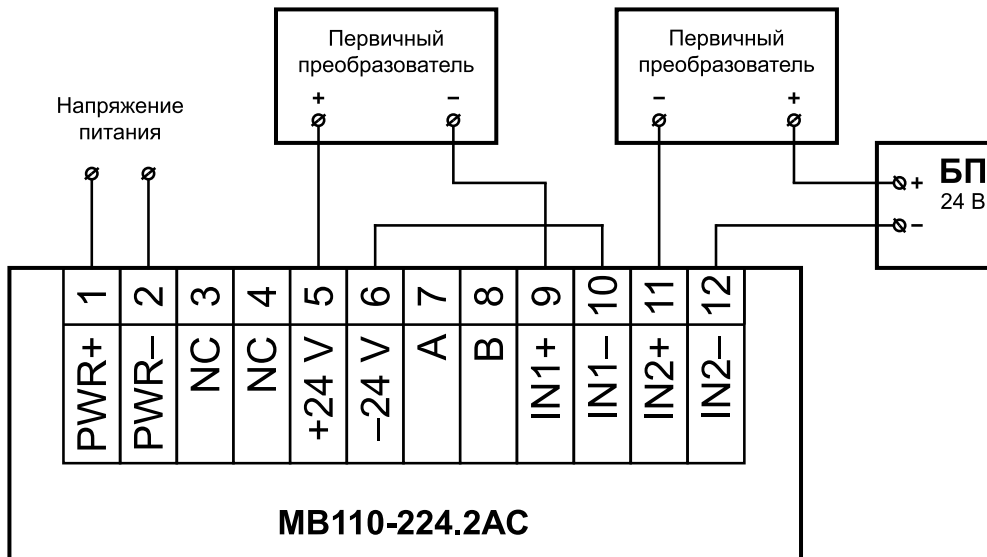 Первичный
преобразователь
+ –
Первичный
преобразователь
– +
Напряжение
питания
БП
24 В
+
–
1 2 3 4 5 6 7 8 9 10 11 12
PWR+
PWR–
NC
NC
+24 V
–24 V
A
B
IN1+
IN1–
IN2+
IN2–
МВ110-224.2АС